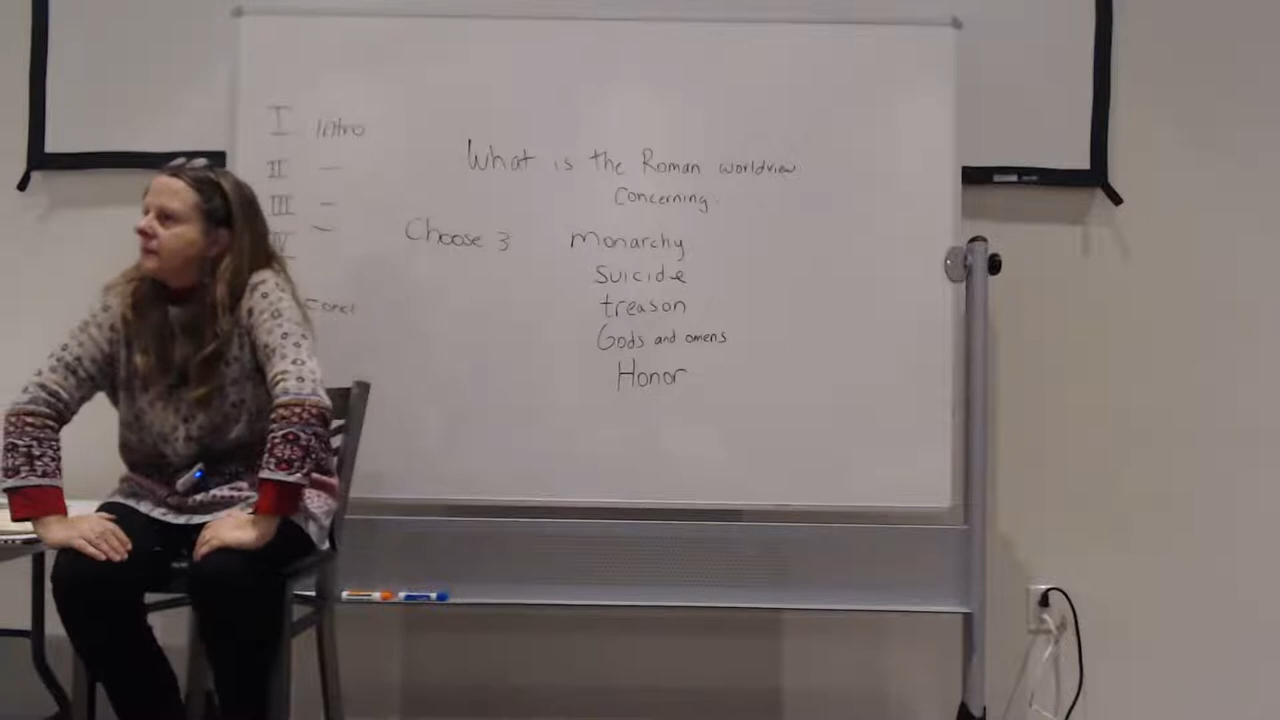 I Intro
II —
III —
IV —
Concl
What is the Roman worldview
Concerning
Choose 3 Monarchy
Suicide
treason
Gods and omens
Honor